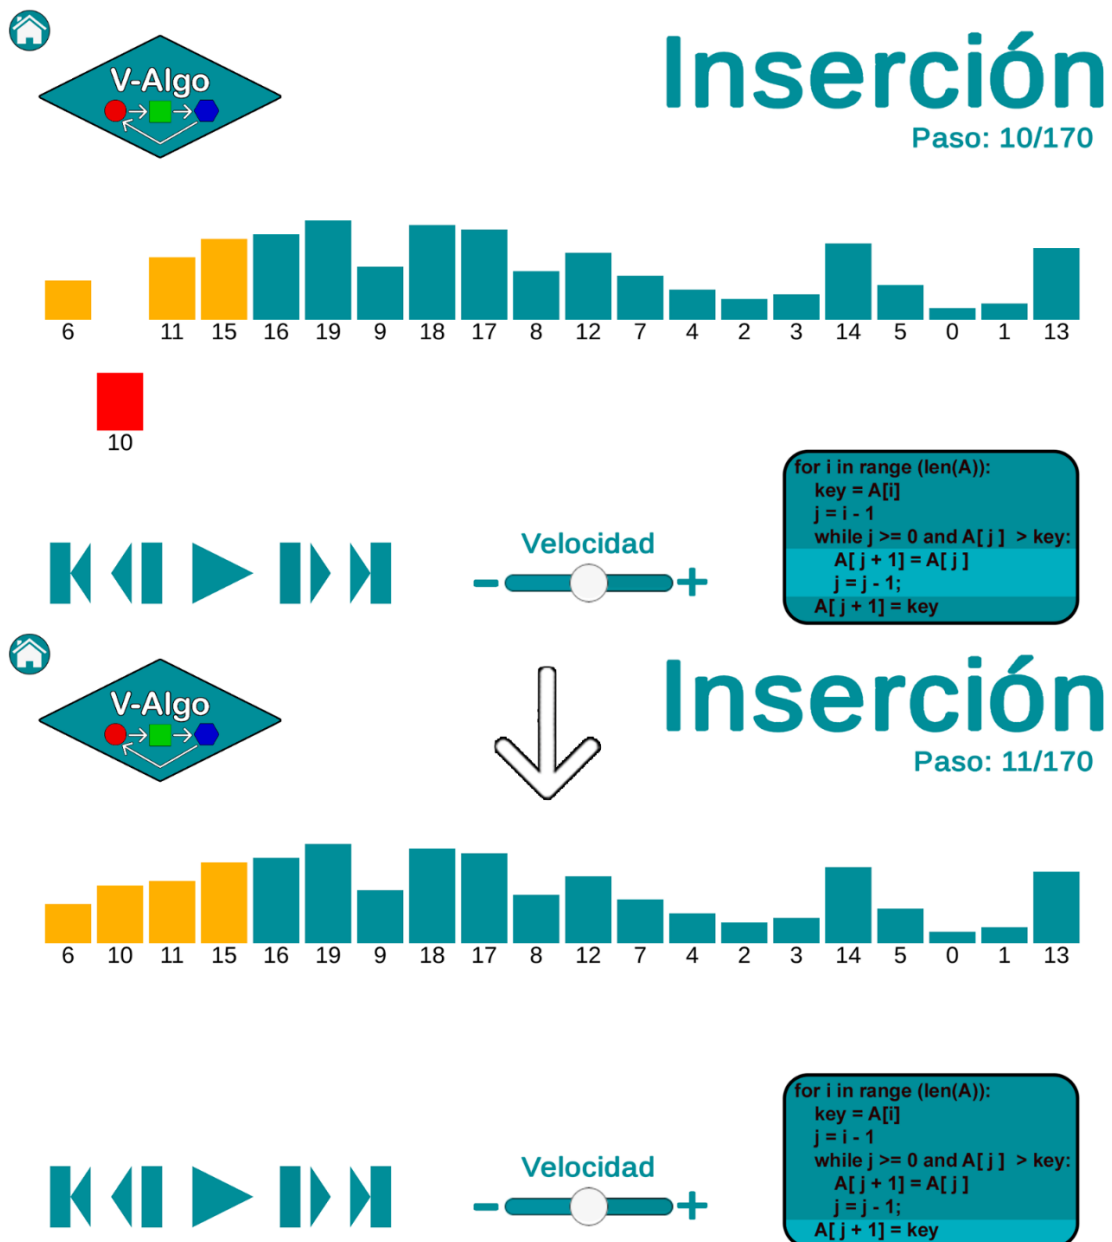 V-Algo
Inserción
Paso: 10/170
6 11 15 16 19 9 18 17 8 12 7 4 2 3 14 5 0 1 13
10
for i in range (len(A)):
key = A[i]
j = i - 1
while j >= 0 and A[ j ] > key:
A[ j + 1] = A[ j ]
j = j - 1;
A[ j + 1] = key
Velocidad
- +
V-Algo
Inserción
Paso: 11/170
6 10 11 15 16 19 9 18 17 8 12 7 4 2 3 14 5 0 1 13
for i in range (len(A)):
key = A[i]
j = i - 1
while j >= 0 and A[ j ] > key:
A[ j + 1] = A[ j ]
j = j - 1;
A[ j + 1] = key
Velocidad
- +